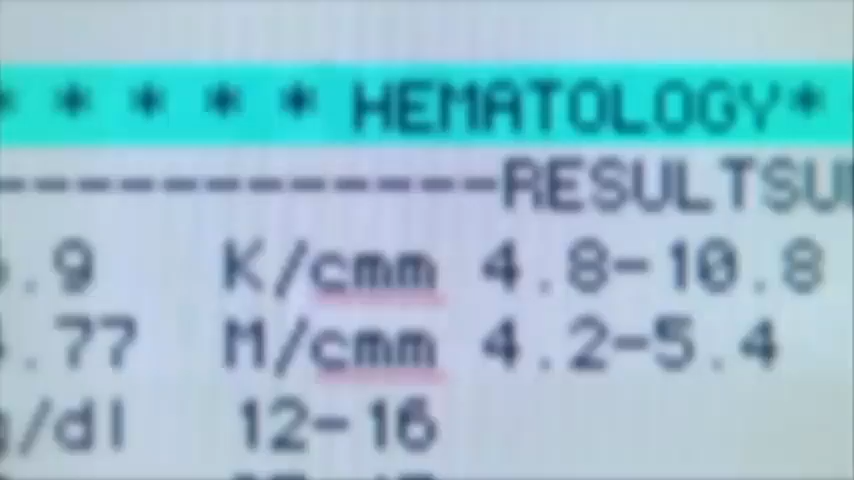 * * * * * HEMATOLOGY*
--------------RESULTSU
.9 K/cmm 4.8-10.8
.77 M/cmm 4.2-5.4
/dl 12-16